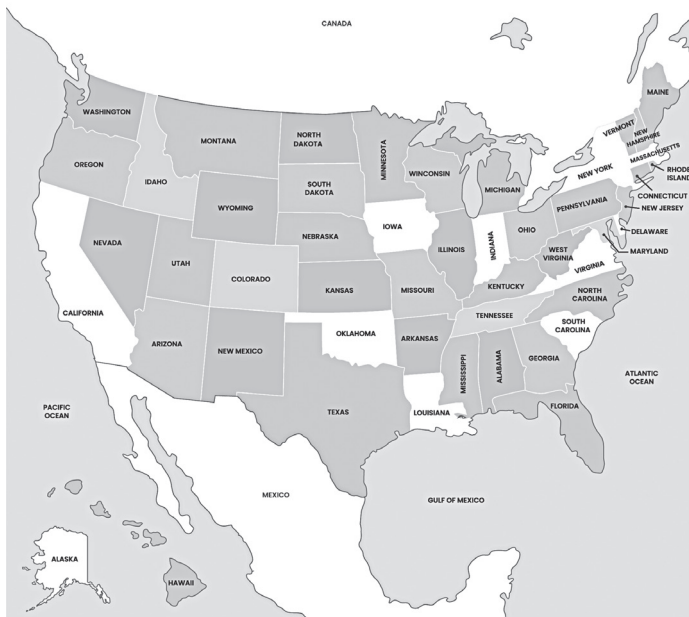 CANADA
WASHINGTON
MONTANA
NORTH
DAKOTA
MINNESOTA
MAINE
VERMONT
NEW
HAMPSHIRE
MASSACHUSETTS
RHODE
ISLAND
CONNECTICUT
NEW JERSEY
DELAWARE
MARYLAND
OREGON
IDAHO
SOUTH
DAKOTA
WINCONSIN
MICHIGAN
NEW YORK
WYOMING
IOWA
PENNSYLVANIA
NEVADA
UTAH
NEBRASKA
ILLINOIS
INDIANA
OHIO
WEST
VIRGINIA
VIRGINIA
COLORADO
KANSAS
MISSOURI
KENTUCKY
NORTH
CAROLINA
CALIFORNIA
TENNESSEE
SOUTH
CAROLINA
ARIZONA
NEW MEXICO
OKLAHOMA
ARKANSAS
MISSISSIPPI
ALABAMA
GEORGIA
TEXAS
LOUISIANA
FLORIDA
ATLANTIC
OCEAN
PACIFIC
OCEAN
MEXICO
GULF OF MEXICO
ALASKA
HAWAII